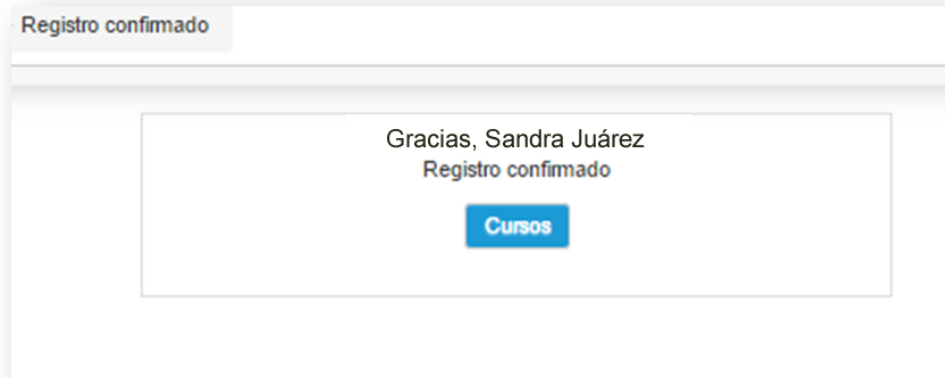 Registro confirmado
Gracias, Sandra Juárez
Registro confirmado
Cursos